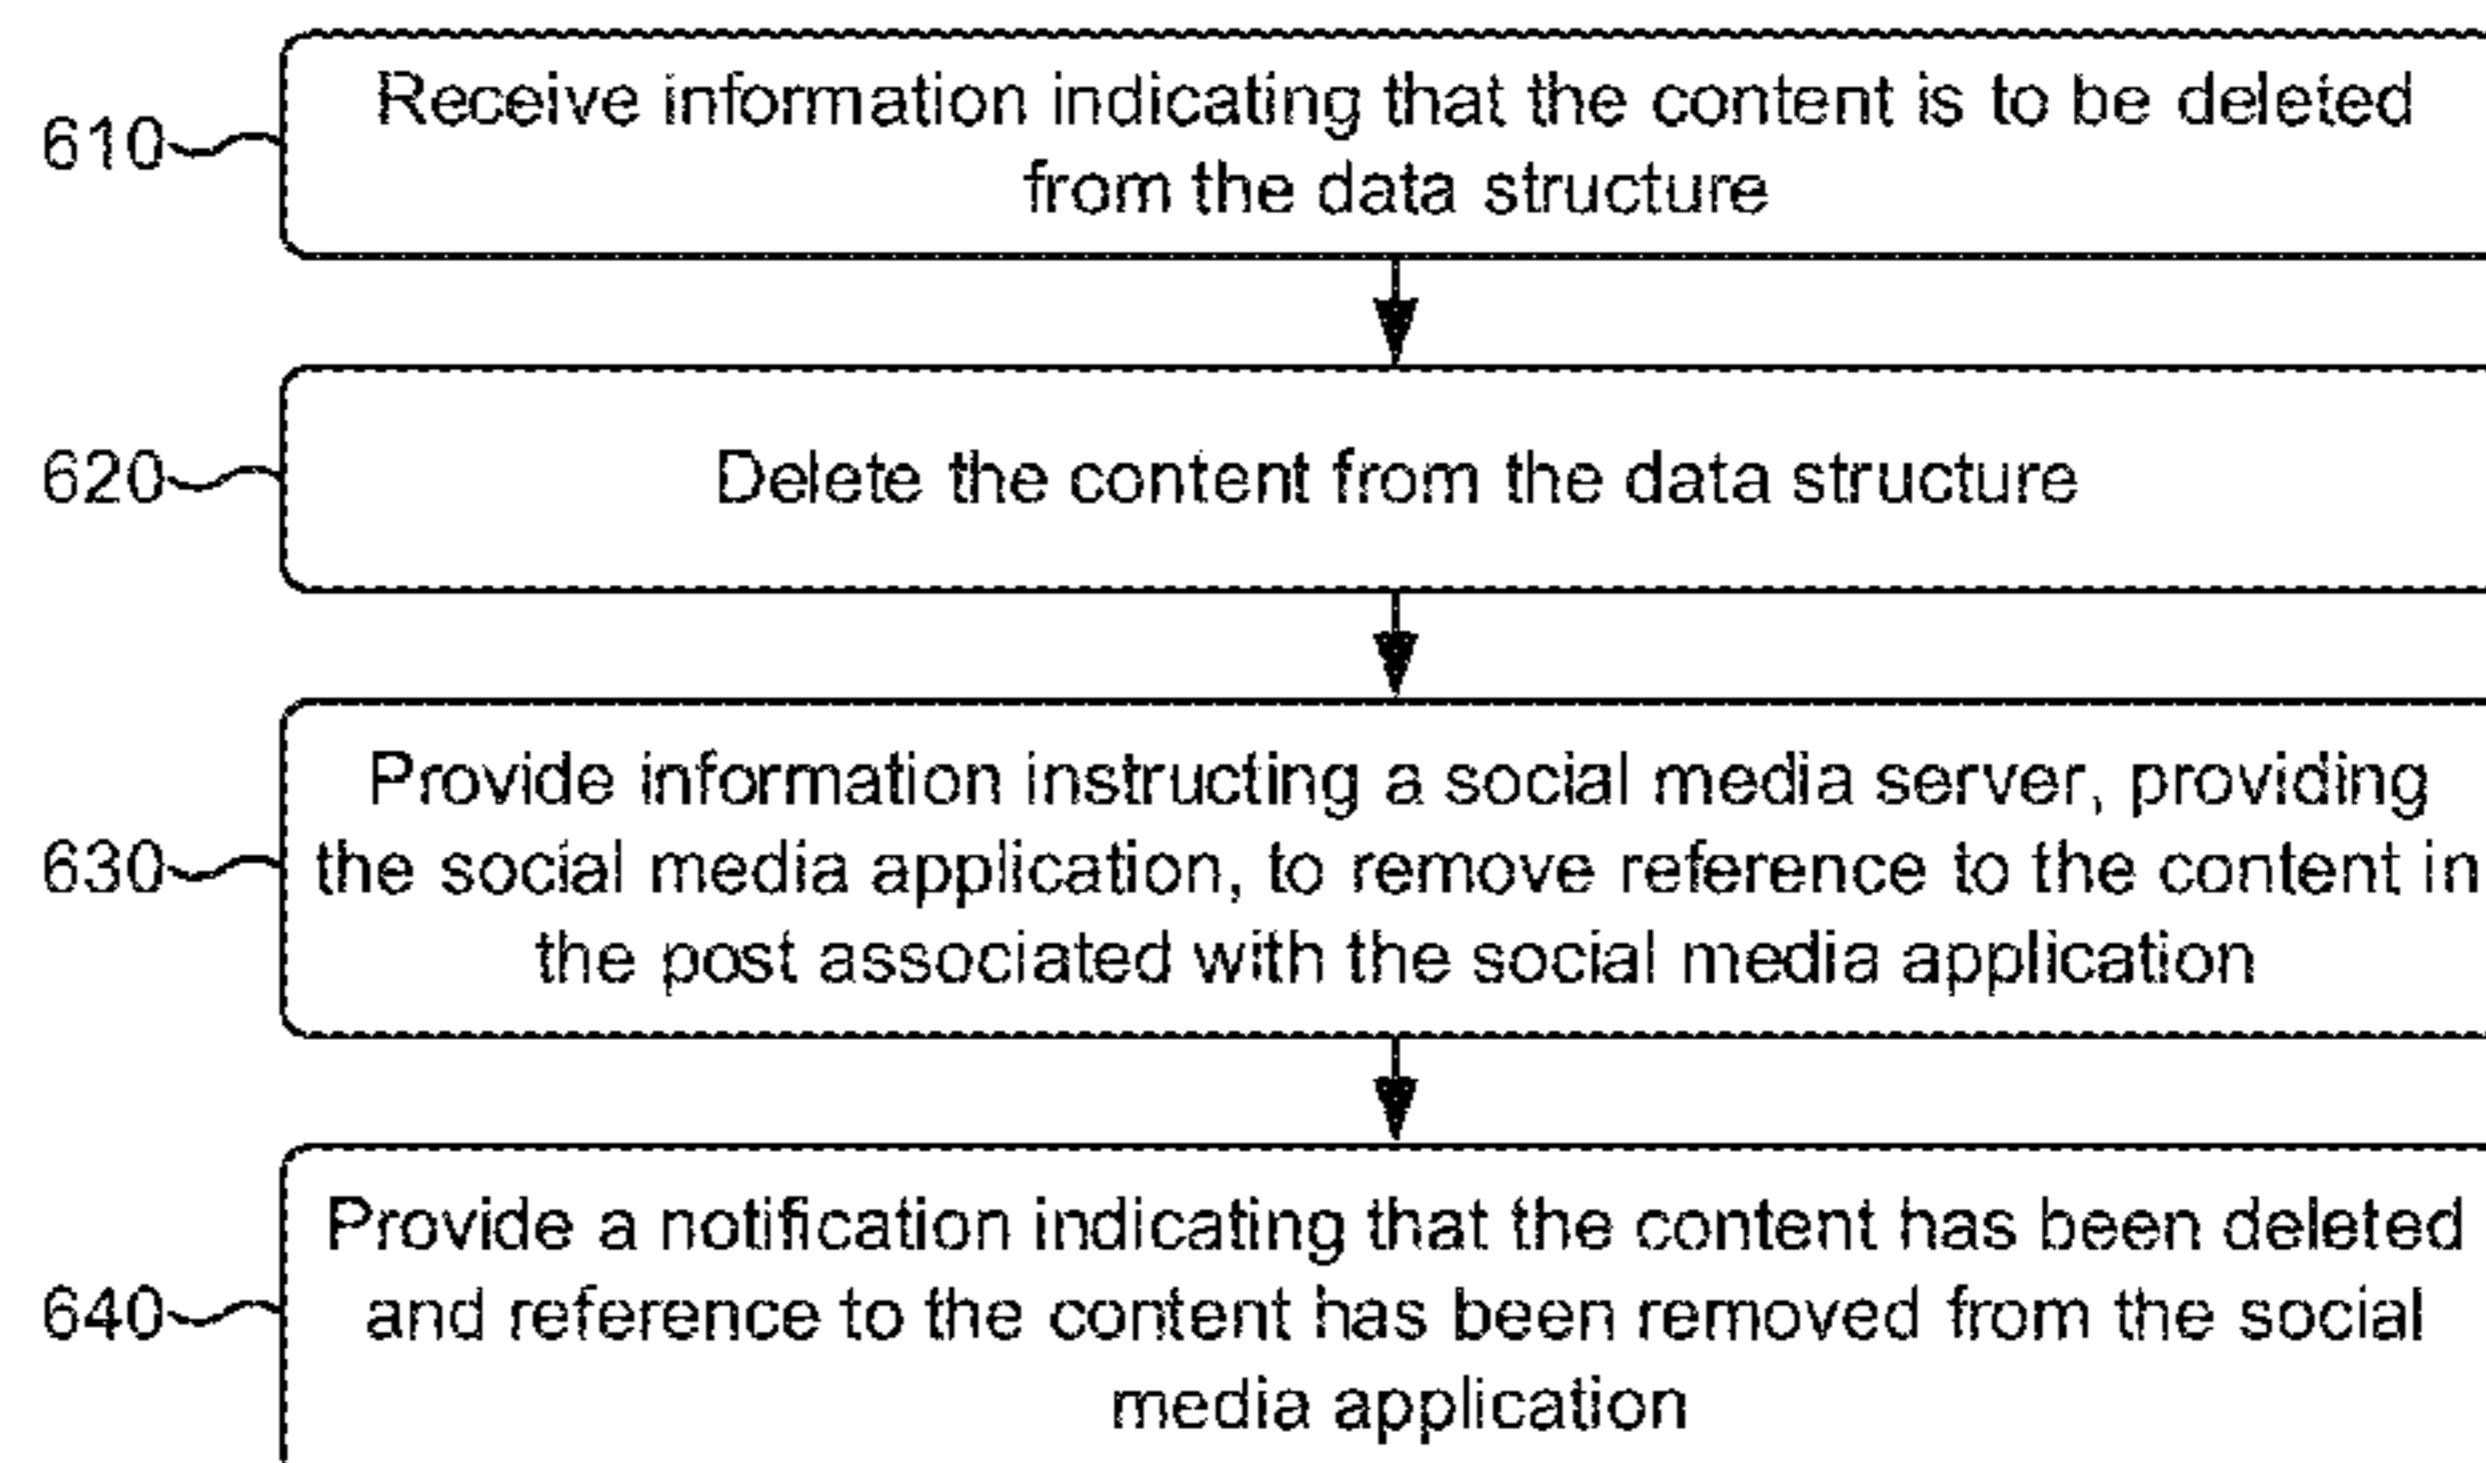 Receive information indicating that the content is to be deleted
from the data structure
610
Delete the content from the data structure
620
Provide information instructing a social media server, providing
the social media application, to remove reference to the content in
the post associated with the social media application
630
Provide a notification indicating that the content has been deleted
and reference to the content has been removed from the social
media application
640